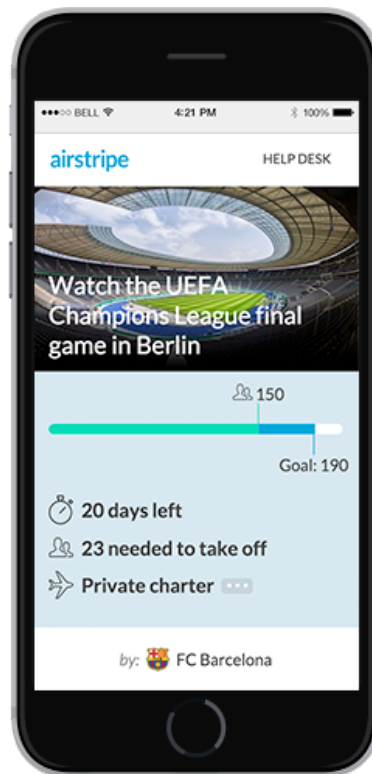 BELL
4:21 PM
100%
airstripe
HELP DESK
Watch the UEFA
Champions League final
game in Berlin
150
Goal: 190
20 days left
23 needed to take off
Private charter
by: FC Barcelona